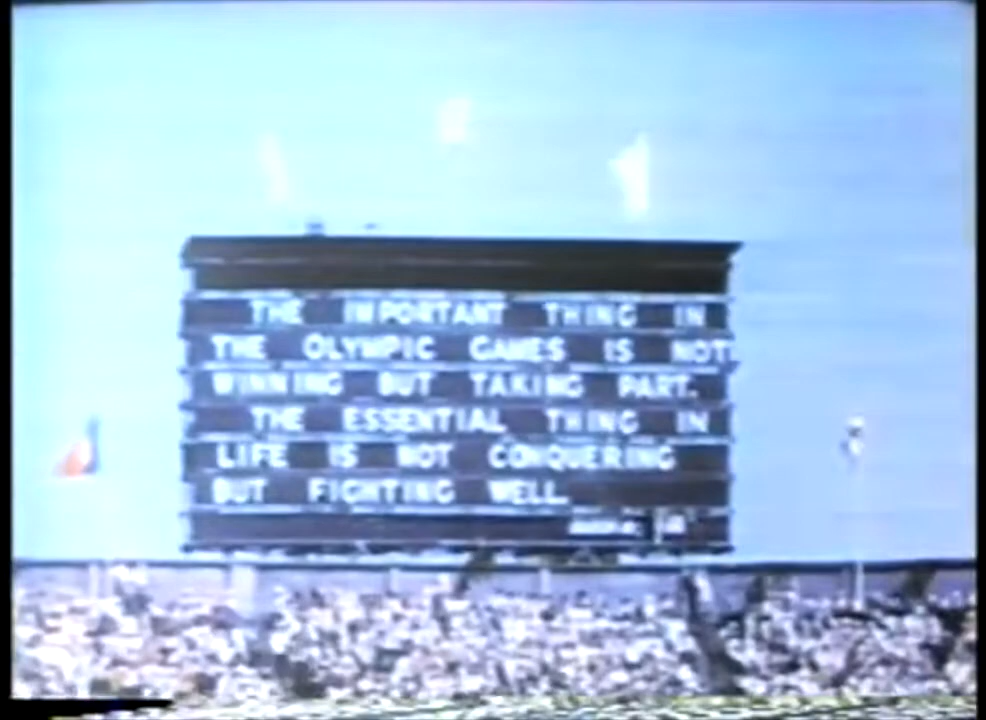 THE IMPORTANT THING IN
THE OLYMPIC GAMES IS NOT
WINNING BUT TAKING PART.
THE ESSENTIAL THING IN
LIFE IS NOT CONQUERING
BUT FIGHTING WELL.